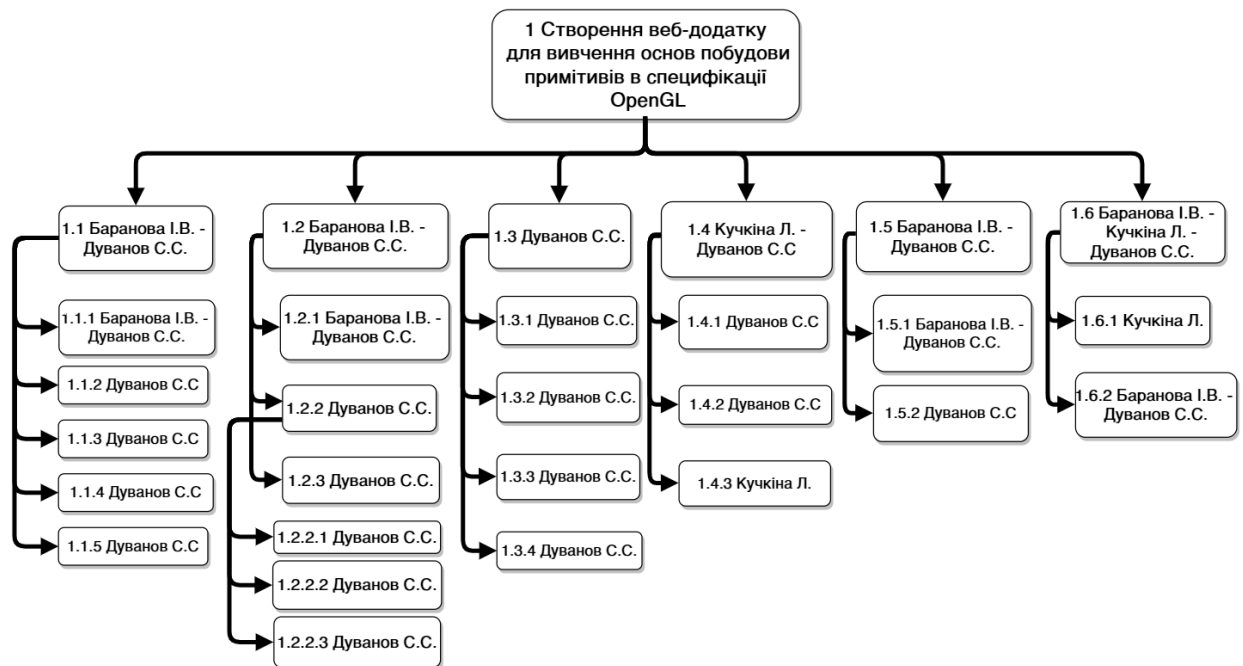 1 Створення веб-додатку
для вивчення основ побудови
примітивів в специфікації
OpenGL
1.1 Баранова І.В. -
Дуванов С.С.
1.2 Баранова І.В. -
Дуванов С.С.
1.3 Дуванов С.С.
1.4 Кучкіна Л. -
Дуванов С.С
1.5 Баранова І.В. -
Дуванов С.С.
1.6 Баранова І.В. -
Кучкіна Л. -
Дуванов С.С.
1.1.1 Баранова І.В. -
Дуванов С.С.
1.1.2 Дуванов С.С
1.1.3 Дуванов С.С
1.1.4 Дуванов С.С
1.1.5 Дуванов С.С
1.2.1 Баранова І.В. -
Дуванов С.С.
1.2.2 Дуванов С.С.
1.2.3 Дуванов С.С.
1.2.2.1 Дуванов С.С.
1.2.2.2 Дуванов С.С.
1.2.2.3 Дуванов С.С.
1.3.1 Дуванов С.С.
1.3.2 Дуванов С.С.
1.3.3 Дуванов С.С.
1.3.4 Дуванов С.С.
1.4.1 Дуванов С.С
1.4.2 Дуванов С.С
1.4.3 Кучкіна Л.
1.5.1 Баранова І.В. -
Дуванов С.С.
1.5.2 Дуванов С.С
1.6.1 Кучкіна Л.
1.6.2 Баранова І.В. -
Дуванов С.С.